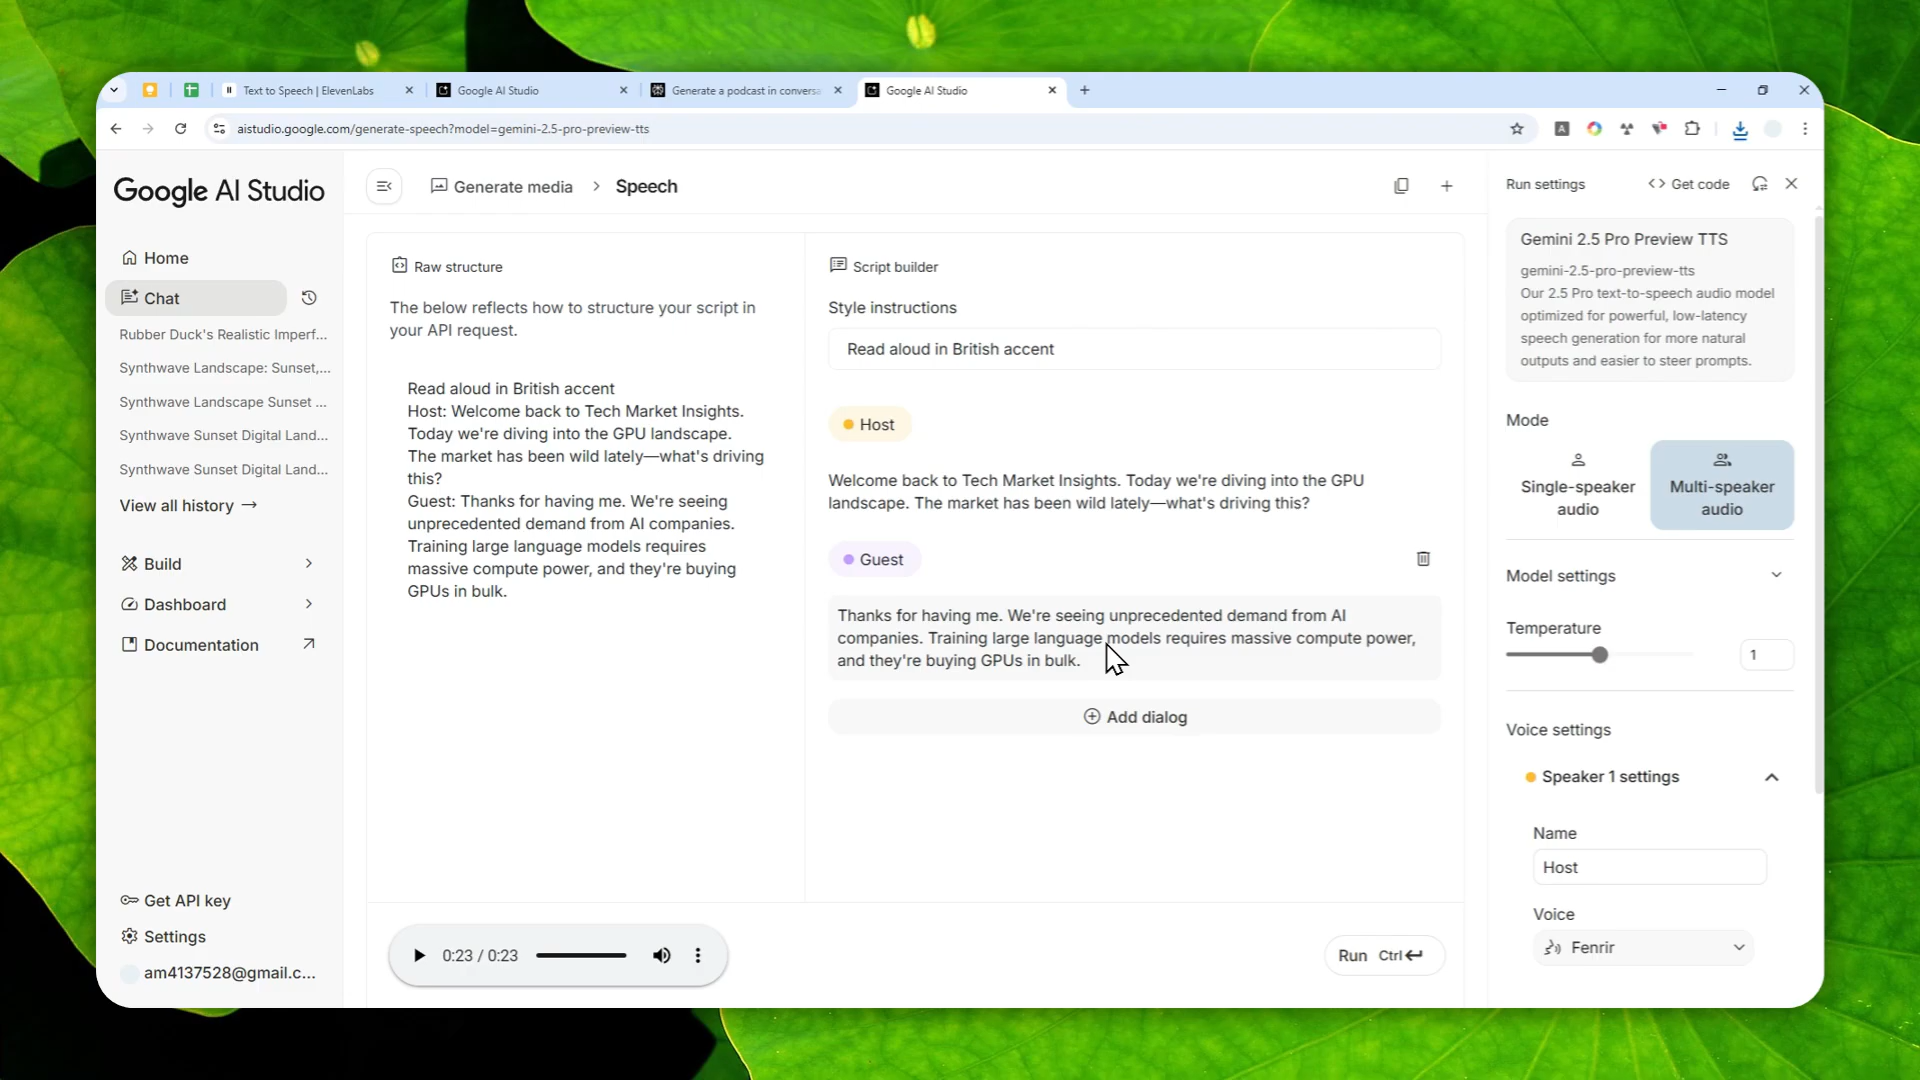 Text to Speech | ElevenLabs
Google AI Studio
Generate a podcast in conversa
Google AI Studio
aistudio.google.com/generate-speech?model=gemini-2.5-pro-preview-tts
A
Google AI Studio
Home
Chat
Rubber Duck's Realistic Imperf...
Synthwave Landscape: Sunset,...
Synthwave Landscape Sunset ...
Synthwave Sunset Digital Land...
Synthwave Sunset Digital Land...
View all history →
Build
Dashboard
Documentation
Get API key
Settings
am4137528@gmail.c...
Generate media > Speech
Raw structure
The below reflects how to structure your script in
your API request.
Read aloud in British accent
Host: Welcome back to Tech Market Insights.
Today we're diving into the GPU landscape.
The market has been wild lately—what's driving
this?
Guest: Thanks for having me. We're seeing
unprecedented demand from AI companies.
Training large language models requires
massive compute power, and they're buying
GPUs in bulk.
Script builder
Style instructions
Read aloud in British accent
Host
Welcome back to Tech Market Insights. Today we're diving into the GPU
landscape. The market has been wild lately—what's driving this?
Guest
Thanks for having me. We're seeing unprecedented demand from AI
companies. Training large language models requires massive compute power,
and they're buying GPUs in bulk.
Add dialog
0:23 / 0:23
Run Ctrl
Run settings
<> Get code
Gemini 2.5 Pro Preview TTS
gemini-2.5-pro-preview-tts
Our 2.5 Pro text-to-speech audio model
optimized for powerful, low-latency
speech generation for more natural
outputs and easier to steer prompts.
Mode
Single-speaker
audio
Multi-speaker
audio
Model settings
Temperature
1
Voice settings
Speaker 1 settings
Name
Host
Voice
Fenrir